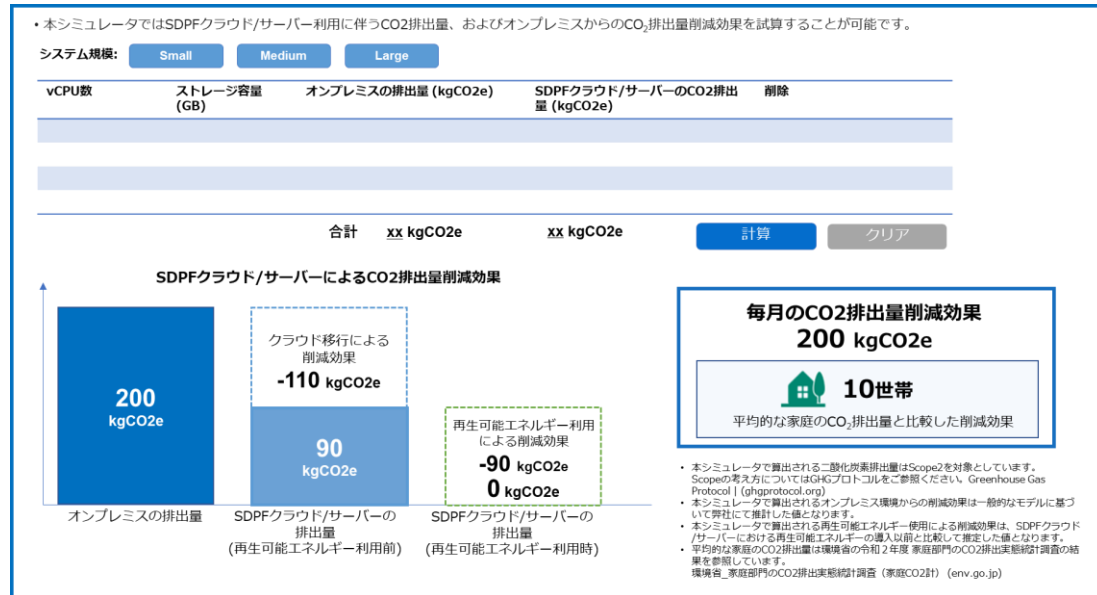 • 本シミュレータではSDPFクラウド/サーバー利用に伴うCO2排出量、およびオンプレミスからのCO₂排出量削減効果を試算することが可能です。
システム規模: Small Medium Large
vCPU数 ストレージ容量 オンプレミスの排出量 (kgCO2e) SDPFクラウド/サーバーのCO2排出 削除
(GB) 量 (kgCO2e)
合計 xx kgCO2e xx kgCO2e 計算 クリア
SDPFクラウド/サーバーによるCO2排出量削減効果
200
kgCO2e
オンプレミスの排出量
クラウド移行による
削減効果
-110 kgCO2e
90
kgCO2e
SDPFクラウド/サーバーの
排出量
(再生可能エネルギー利用前)
再生可能エネルギー利用
による削減効果
-90 kgCO2e
0 kgCO2e
SDPFクラウド/サーバーの
排出量
(再生可能エネルギー利用時)
毎月のCO2排出量削減効果
200 kgCO2e
10世帯
平均的な家庭のCO₂排出量と比較した削減効果
• 本シミュレータで算出される二酸化炭素排出量はScope2を対象としています。
Scopeの考え方についてはGHGプロトコルをご参照ください。Greenhouse Gas
Protocol | (ghgprotocol.org)
• 本シミュレータで算出されるオンプレミス環境からの削減効果は一般的なモデルに基づ
いて弊社にて推計した値となります。
• 本シミュレータで算出される再生可能エネルギー使用による削減効果は、SDPFクラウド
/サーバーにおける再生可能エネルギーの導入以前と比較して推定した値となります。
• 平均的な家庭のCO2排出量は環境省の令和２年度 家庭部門のCO2排出実態統計調査の結
果を参照しています。
環境省_家庭部門のCO2排出実態統計調査（家庭CO2計） (env.go.jp)